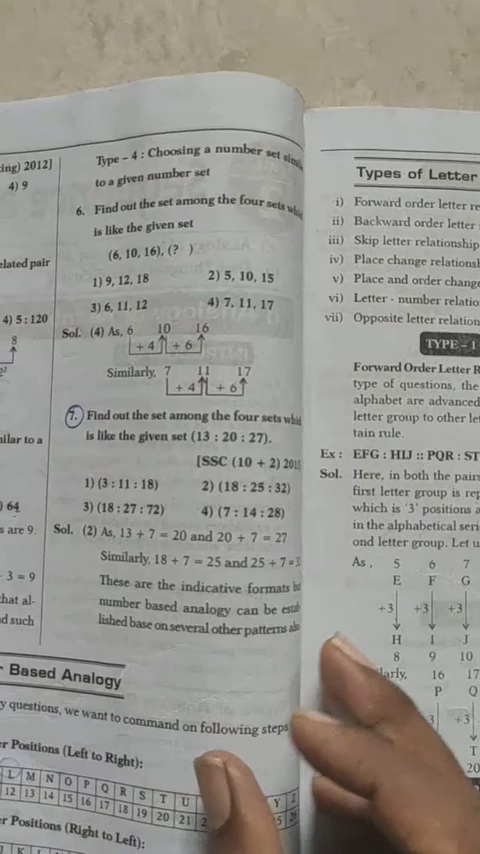 ing) 2012]
4) 9
elated pair
4) 5 : 120
8
2²
nilar to a
) 64
s are 9.
- 3 = 9
that al-
d such
Type – 4 : Choosing a number set
to a given number set
6. Find out the set among the four sets
is like the given set
(6, 10, 16), (? )
1) 9, 12, 18 2) 5, 10, 15
3) 6, 11, 12 4) 7, 11, 17
Sol. (4) As, 6 10 16
+ 4 + 6
Similarly, 7 11 17
+ 4 + 6
7. Find out the set among the four sets
is like the given set (13 : 20 : 27).
[SSC (10 + 2)
1) (3 : 11 : 18) 2) (18 : 25 : 32)
3) (18 : 27 : 72) 4) (7 : 14 : 28)
Sol. (2) As, 13 + 7 = 20 and 20 + 7 = 27
Similarly, 18 + 7 = 25 and 25 + 7 =
These are the indicative formats
number based analogy can be
lished base on several other patterns
Based Analogy
y questions, we want to command on following steps
er Positions (Left to Right):
L M N O P Q R S T U Y Z
12 13 14 15 16 17 18 19 20 21
er Positions (Right to Left):
Types of Letter
i) Forward order letter re
ii) Backward order letter
iii) Skip letter relationship
iv) Place change relations
v) Place and order change
vi) Letter - number relatio
vii) Opposite letter relation
TYPE – 1
Forward Order Letter R
type of questions, the
alphabet are advanced
letter group to other let
tain rule.
Ex : EFG : HIJ :: PQR : ST
Sol. Here, in both the pairs
first letter group is rep
which is '3' positions a
in the alphabetical seri
ond letter group. Let u
As, 5 6 7
E F G
+3 +3 +3
H I J
8 9 10
ilarly, 16 17
P Q
3 +3
T
20